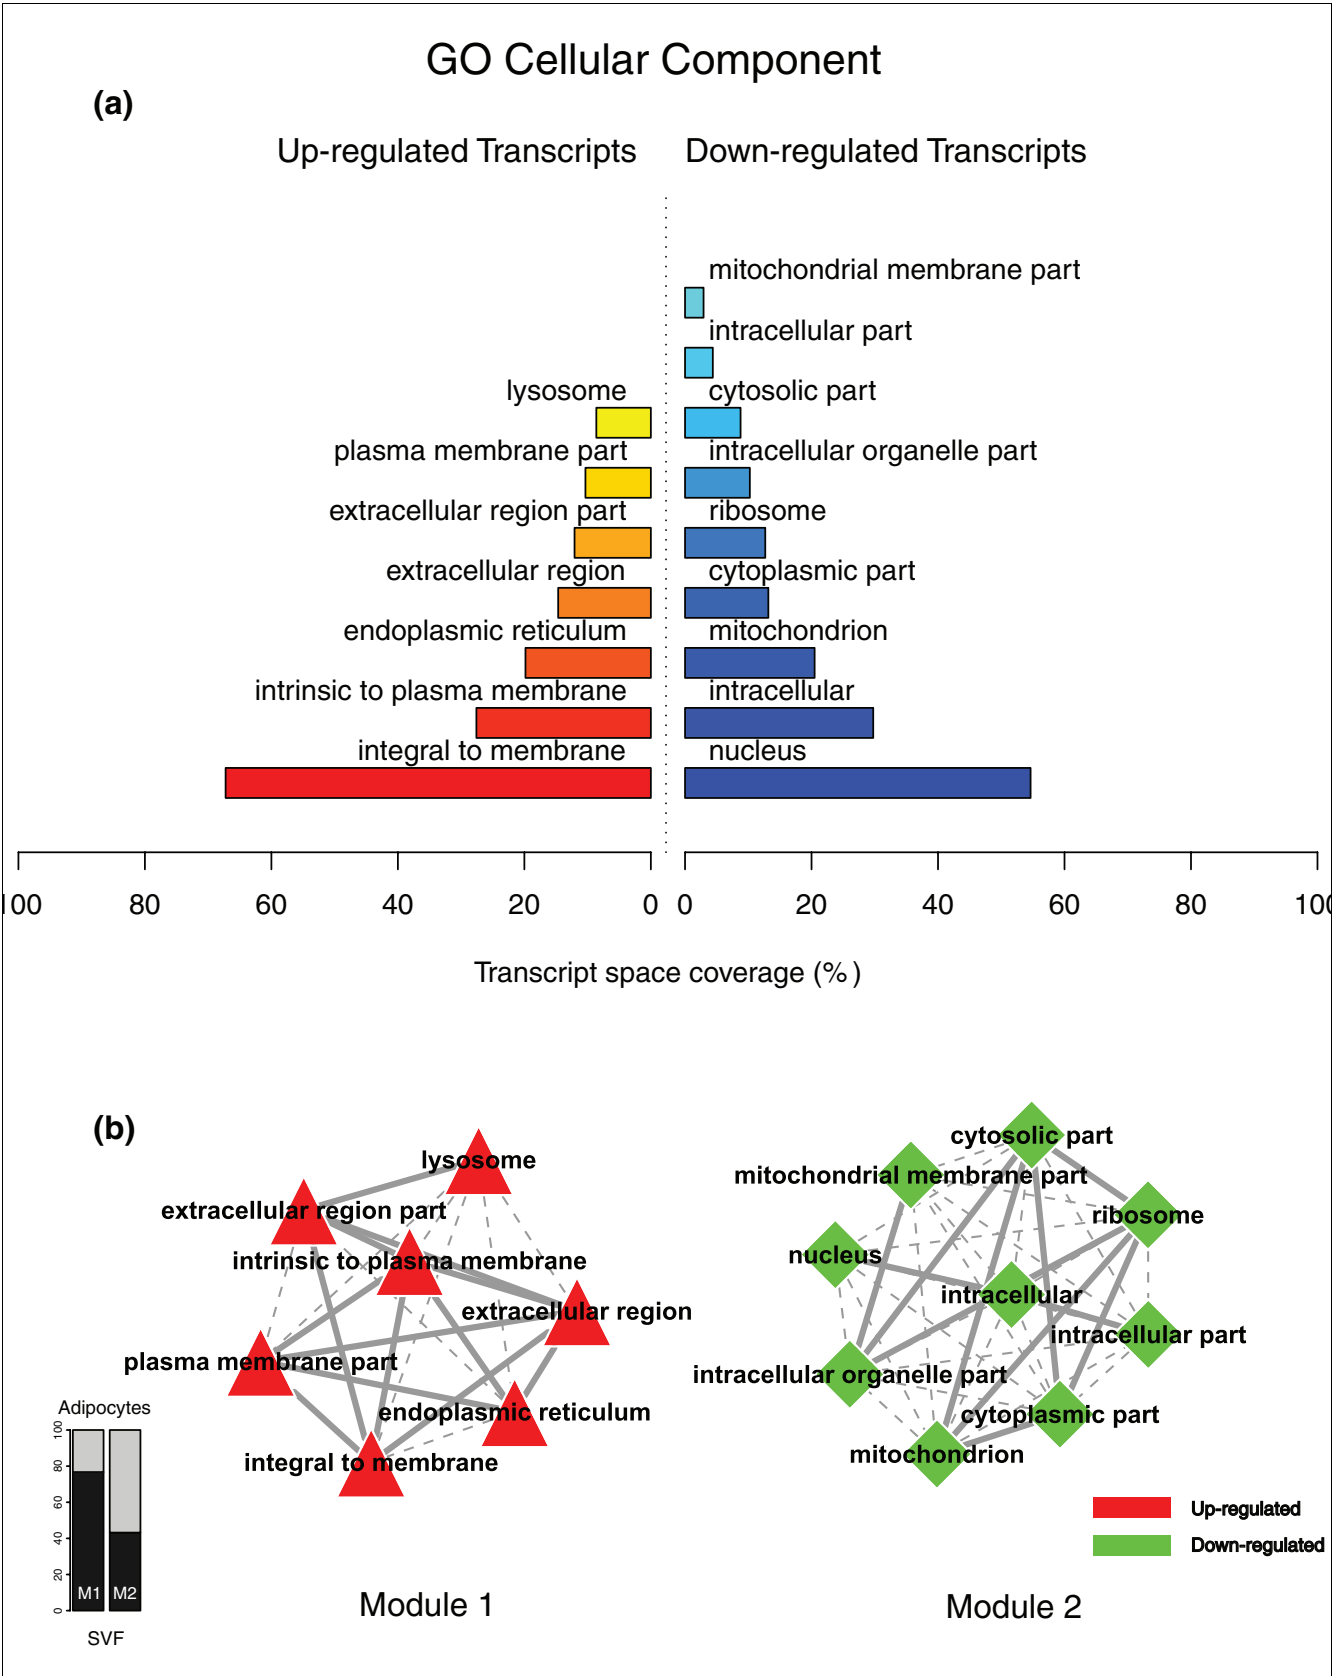 GO Cellular Component
(a)
Up-regulated Transcripts
Down-regulated Transcripts
mitochondrial membrane part
intracellular part
lysosome
cytosolic part
plasma membrane part
intracellular organelle part
extracellular region part
ribosome
extracellular region
cytoplasmic part
endoplasmic reticulum
mitochondrion
intrinsic to plasma membrane
intracellular
integral to membrane
nucleus
100 80 60 40 20 0 0 20 40 60 80 100
Transcript space coverage (%)
(b)
lysosome
extracellular region part
intrinsic to plasma membrane
extracellular region
plasma membrane part
endoplasmic reticulum
integral to membrane
cytosolic part
mitochondrial membrane part
ribosome
nucleus
intracellular
intracellular part
intracellular organelle part
cytoplasmic part
mitochondrion
Adipocytes
100
80
60
40
20
0
M1 M2
SVF
Up-regulated
Down-regulated
Module 1
Module 2